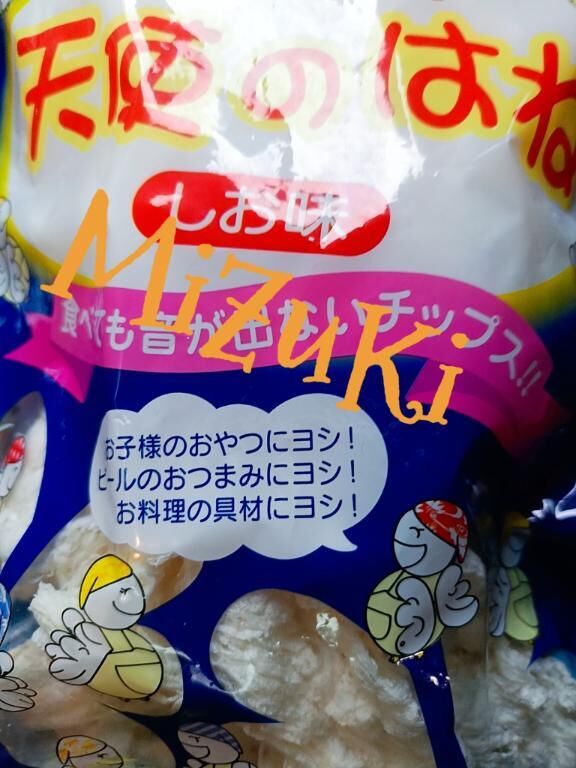 天使のはね
しお味
MizuKi
食べても音が出ないチップス!!
お子様のおやつにヨシ!
ビールのおつまみにヨシ!
お料理の具材にヨシ!